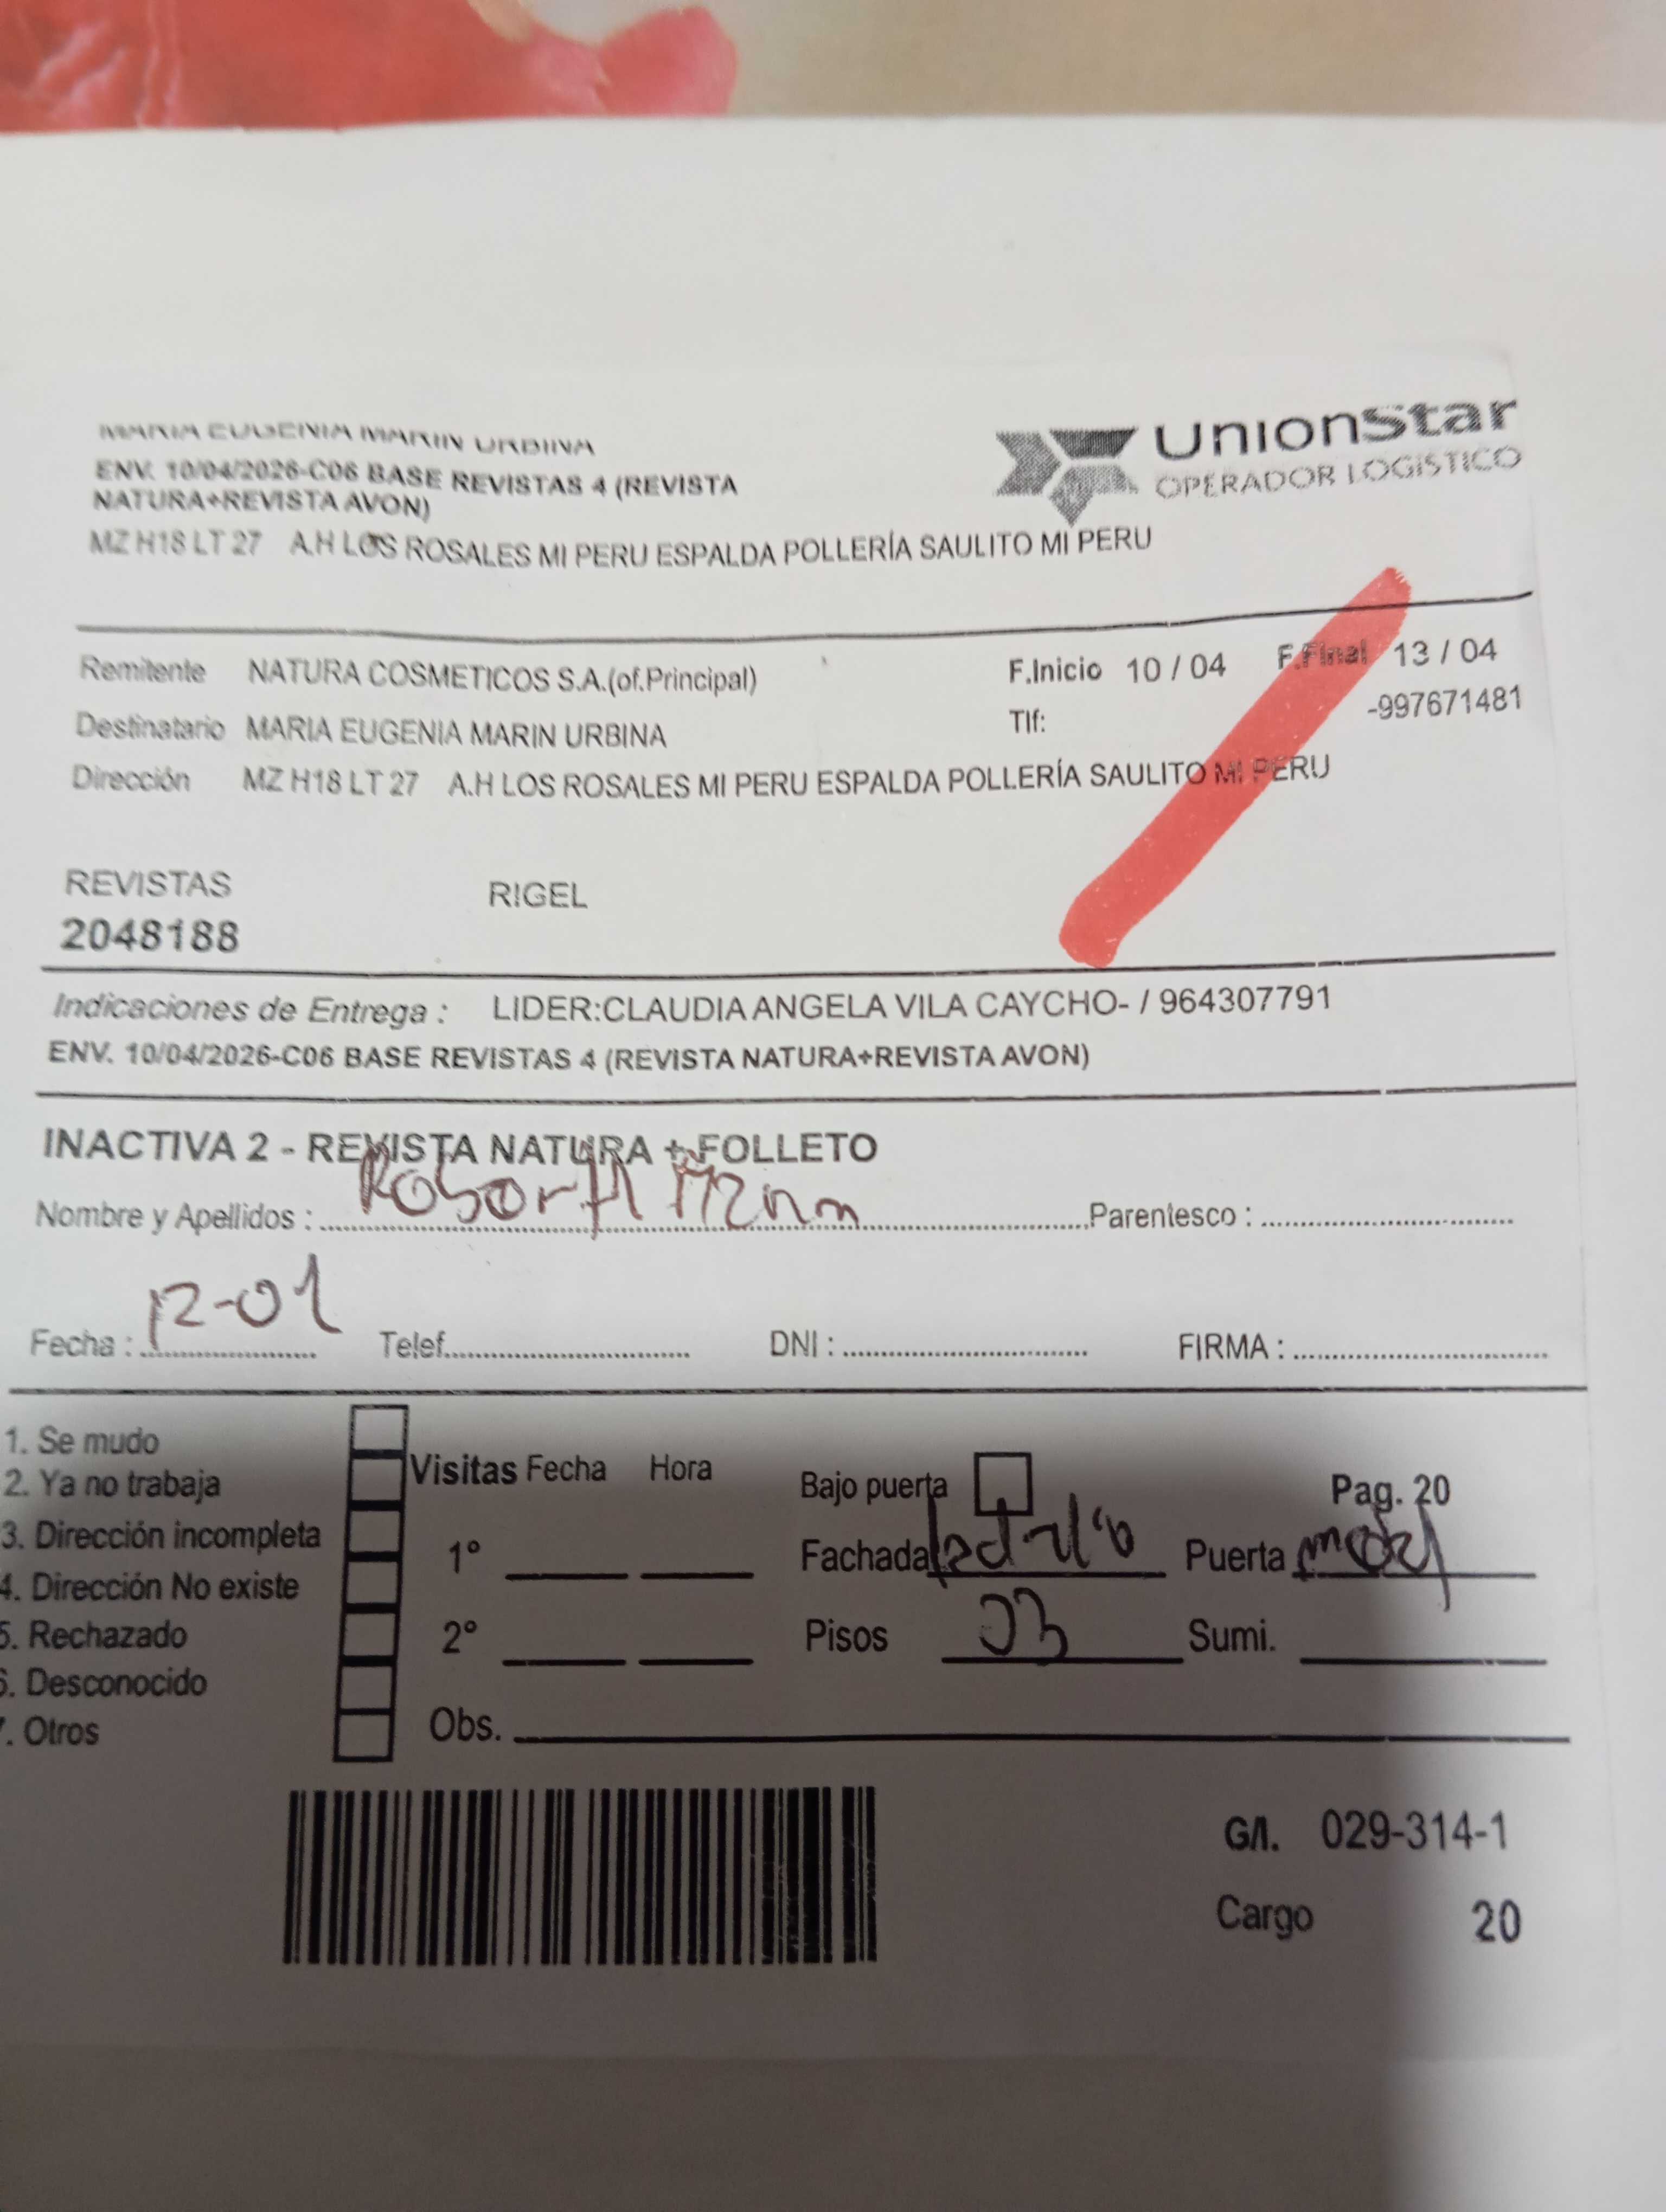 MARIA EUGENIA MARIN URBINA
ENV. 10/04/2026-C06 BASE REVISTAS 4 (REVISTA
NATURA+REVISTA AVON)
MZ H18 LT 27 A.H LOS ROSALES MI PERU ESPALDA POLLERÍA SAULITO MI PERU
UnionStar
OPERADOR LOGISTICO
Remitente NATURA COSMETICOS S.A.(of.Principal) F.Inicio 10 / 04 F.Final 13 / 04
Destinatario MARIA EUGENIA MARIN URBINA Tlf: -997671481
Dirección MZ H18 LT 27 A.H LOS ROSALES MI PERU ESPALDA POLLERÍA SAULITO MI PERU
REVISTAS RIGEL
2048188
Indicaciones de Entrega : LIDER:CLAUDIA ANGELA VILA CAYCHO- / 964307791
ENV. 10/04/2026-C06 BASE REVISTAS 4 (REVISTA NATURA+REVISTA AVON)
INACTIVA 2 - REVISTA NATURA + FOLLETO
Nombre y Apellidos : Parentesco :
Fecha : Telef. DNI : FIRMA :
1. Se mudo
2. Ya no trabaja
3. Dirección incompleta
4. Dirección No existe
5. Rechazado
6. Desconocido
7. Otros
Visitas Fecha Hora
1°
2°
Obs.
Bajo puerta Pag. 20
Fachada Puerta
Pisos 03 Sumi.
G/I. 029-314-1
Cargo 20